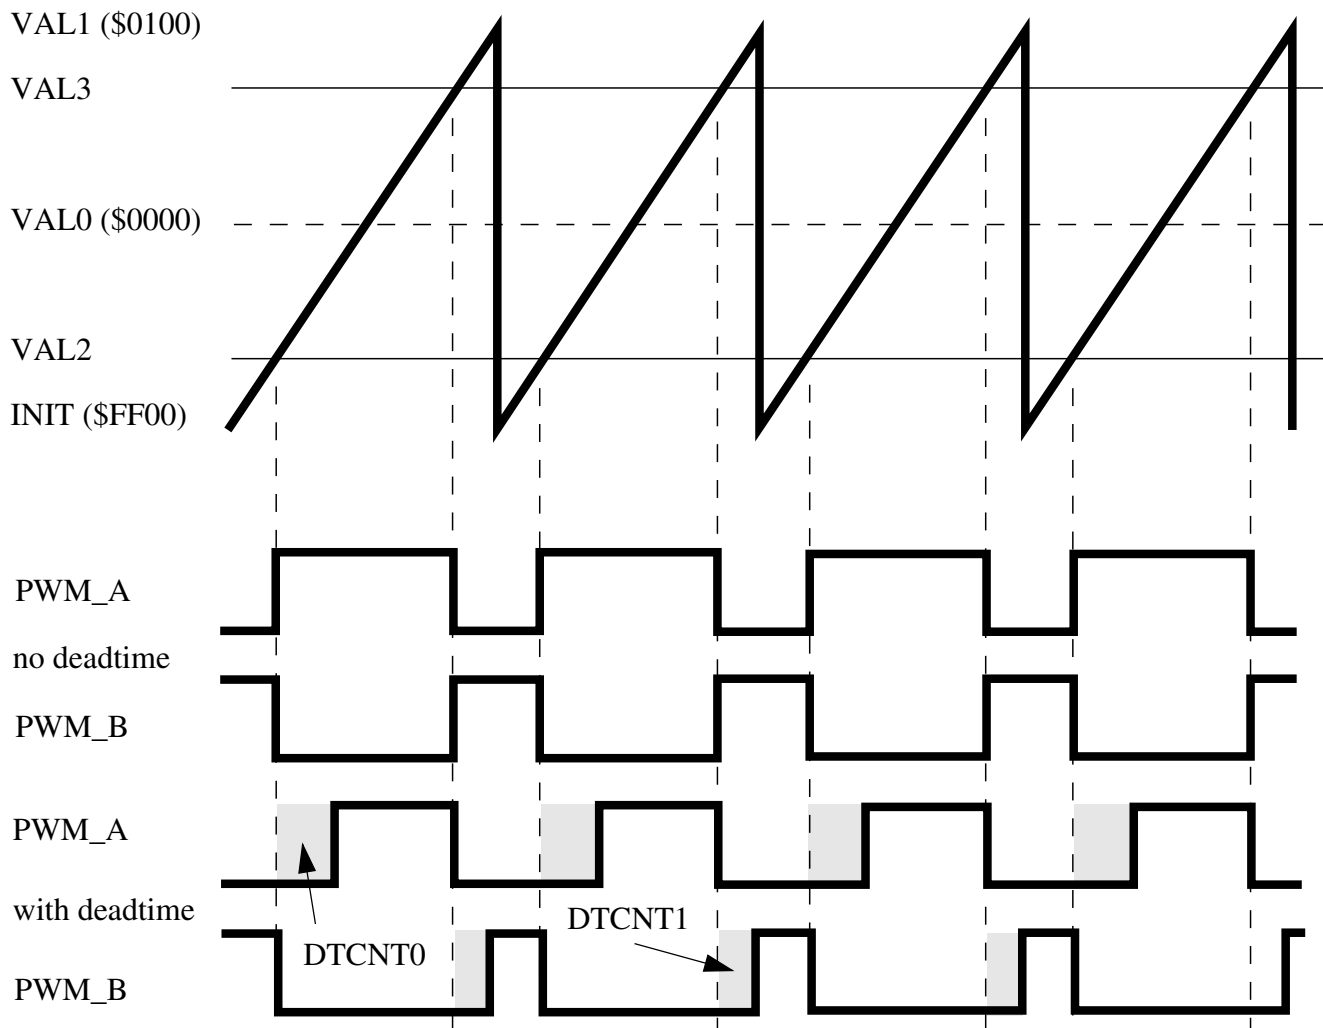 VAL1 ($0100)
VAL3
VAL0 ($0000)
VAL2
INIT ($FF00)
PWM_A
no deadtime
PWM_B
PWM_A
with deadtime
DTCNT1
DTCNT0
PWM_B